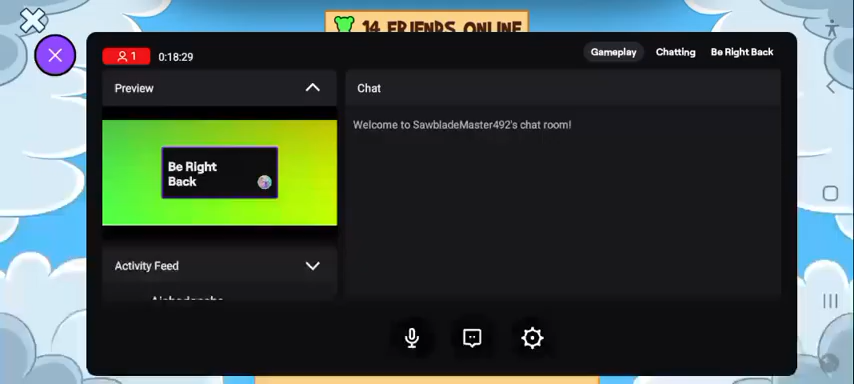 14 FRIENDS ONLINE
1 0:18:29
Gameplay Chatting Be Right Back
Preview
Chat
Welcome to SawbladeMaster492's chat room!
Be Right
Back
Activity Feed